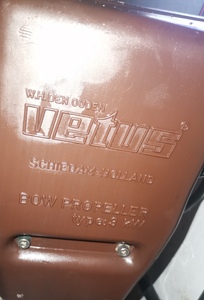 W.H. DEN OUDEN
Vetus®
SCHIEDAM HOLLAND
BOW PROPELLER